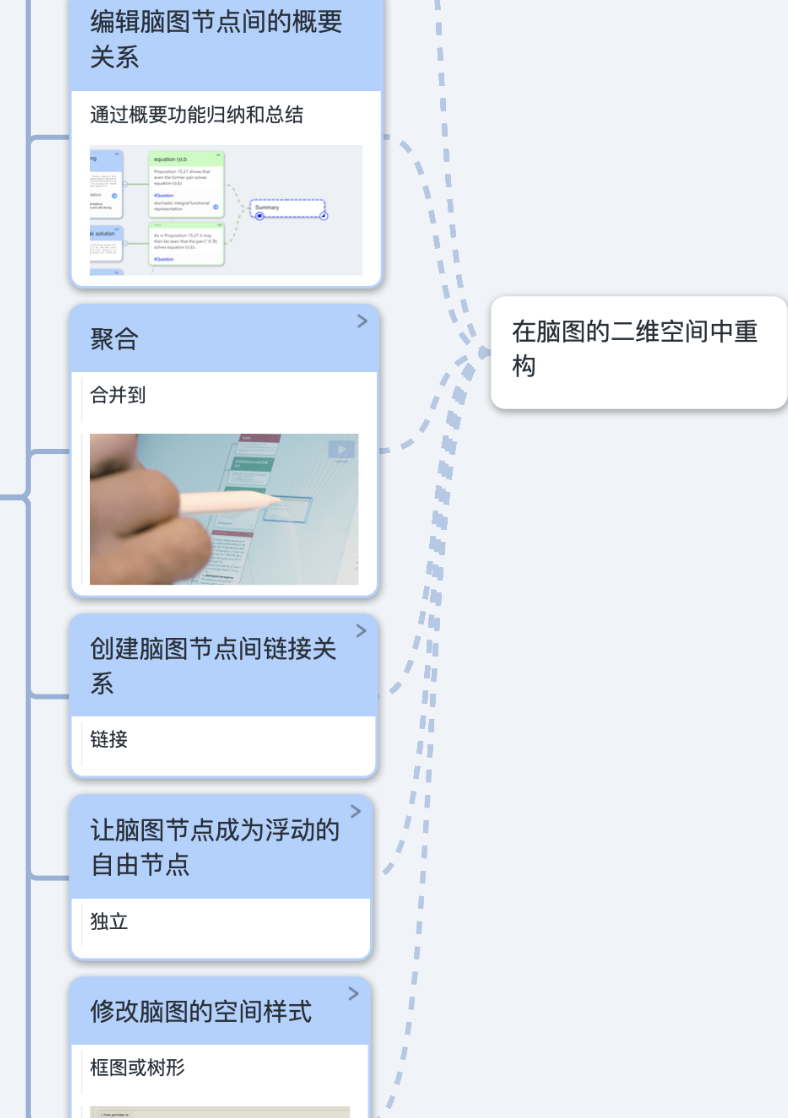 编辑脑图节点间的概要
关系
通过概要功能归纳和总结
equation (o;b
Proposition 15.27 shows that
even the former pair solves
equation (o;b)
#Question
stochastic integral functional
representation
Summary
As in Proposition 15.27 it may
then be seen that the pair
solves equation (o;b).
#Question
聚合
合并到
在脑图的二维空间中重
构
创建脑图节点间链接关
系
链接
让脑图节点成为浮动的
自由节点
独立
修改脑图的空间样式
框图或树形